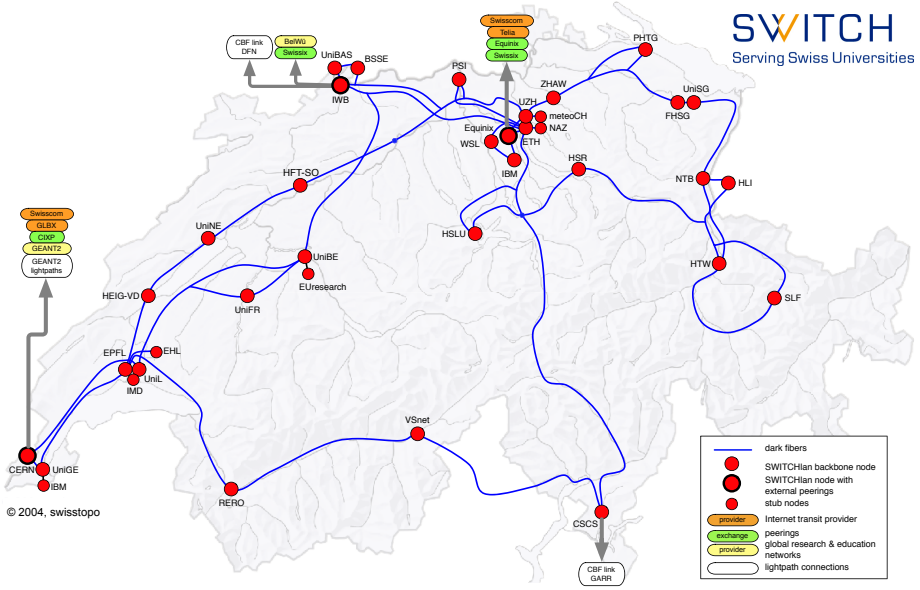 SWITCH
Serving Swiss Universities
CBF link
DFN
BelWü
Swissix
UniBAS
BSSE
IWB
Swisscom
Telia
Equinix
Swissix
PSI
PHTG
ZHAW
UniSG
FHSG
UZH
meteoCH
NAZ
Equinix
ETH
WSL
IBM
HSR
HFT-SO
NTB
HLI
Swisscom
GLBX
CIXP
GEANT2
GEANT2
lightpaths
UniNE
HSLU
UniBE
EUresearch
HTW
HEIG-VD
UniFR
SLF
EPFL
EHL
UniL
IMD
VSnet
CERN
UniGE
IBM
RERO
© 2004, swisstopo
CSCS
CBF link
GARR
dark fibers
SWITCHlan backbone node
SWITCHlan node with
external peerings
stub nodes
provider Internet transit provider
exchange peerings
provider global research & education
networks
lightpath connections